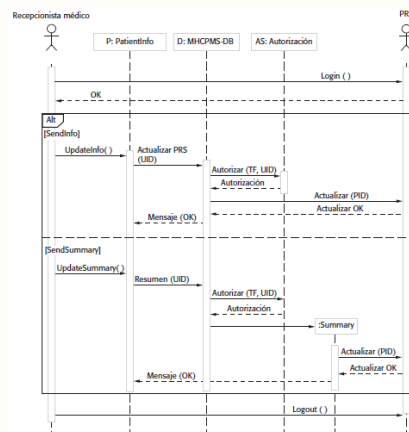 Recepcionista médico
PRS
P: PatientInfo
D: MHCPMS-DB
AS: Autorización
Login ( )
OK
Alt
[SendInfo]
UpdateInfo( )
Actualizar PRS
(UID)
Autorizar (TF, UID)
Autorización
Actualizar (PID)
Actualizar OK
Mensaje (OK)
[SendSummary]
UpdateSummary( )
Resumen (UID)
Autorizar (TF, UID)
Autorización
:Summary
Actualizar (PID)
Actualizar OK
Mensaje (OK)
Logout ( )